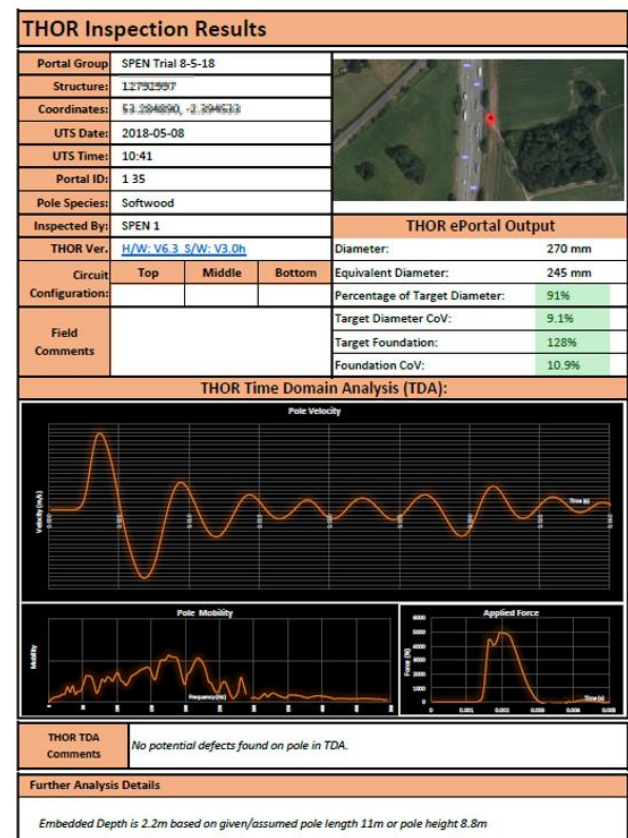 THOR Inspection Results
Portal Group SPEN Trial 8-5-18
Structure:
Coordinates:
UTS Date: 2018-05-08
UTS Time: 10:41
Portal ID: 1 35
Pole Species: Softwood
Inspected By: SPEN 1
THOR Ver. H/W: V6.3 S/W: V3.0h
Circuit Configuration: Top Middle Bottom
Field Comments
THOR ePortal Output
Diameter: 270 mm
Equivalent Diameter: 245 mm
Percentage of Target Diameter: 91%
Target Diameter CoV: 9.1%
Target Foundation: 128%
Foundation CoV: 10.9%
THOR Time Domain Analysis (TDA):
Pole Velocity
Velocity (m/s)
Time (s)
Pole Mobility
Mobility
Frequency (Hz)
Applied Force
Force (N)
6000
5000
4000
3000
2000
1000
0
0 0.001 0.002 0.003 0.004 0.005
Time (s)
THOR TDA Comments
No potential defects found on pole in TDA.
Further Analysis Details
Embedded Depth is 2.2m based on given/assumed pole length 11m or pole height 8.8m